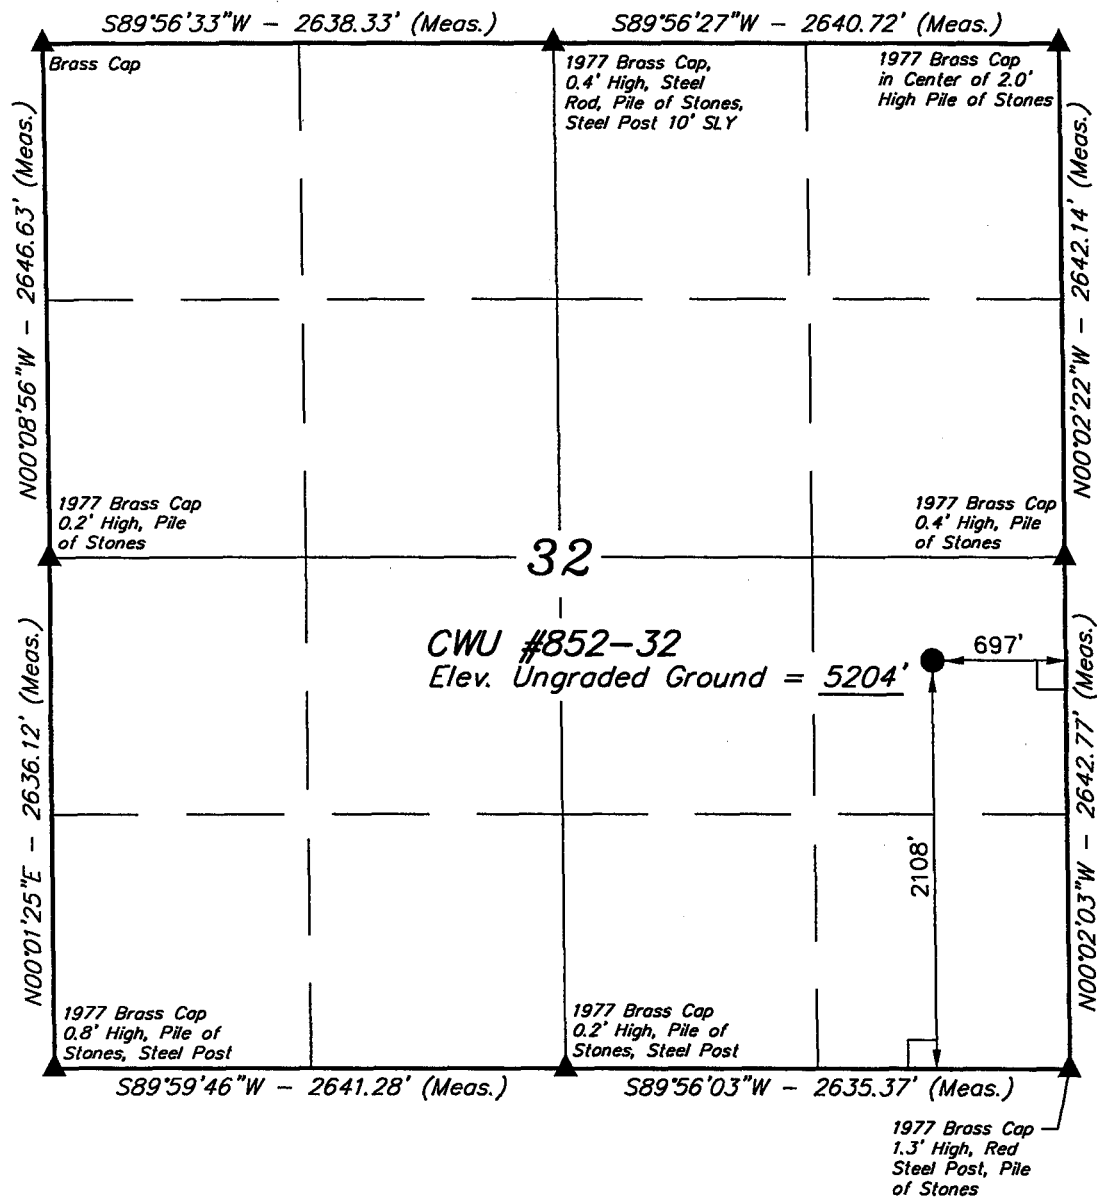 S89°56'33"W - 2638.33' (Meas.)
S89°56'27"W - 2640.72' (Meas.)
Brass Cap
1977 Brass Cap,
0.4' High, Steel
Rod, Pile of Stones,
Steel Post 10' SLY
1977 Brass Cap
in Center of 2.0'
High Pile of Stones
N00°08'56"W - 2646.63' (Meas.)
N00°02'22"W - 2642.14' (Meas.)
1977 Brass Cap
0.2' High, Pile
of Stones
1977 Brass Cap
0.4' High, Pile
of Stones
32
CWU #852-32
Elev. Ungraded Ground = 5204'
697'
2108'
N00°01'25"E - 2636.12' (Meas.)
N00°02'03"W - 2642.77' (Meas.)
1977 Brass Cap
0.8' High, Pile of
Stones, Steel Post
1977 Brass Cap
0.2' High, Pile of
Stones, Steel Post
S89°59'46"W - 2641.28' (Meas.)
S89°56'03"W - 2635.37' (Meas.)
1977 Brass Cap
1.3' High, Red
Steel Post, Pile
of Stones